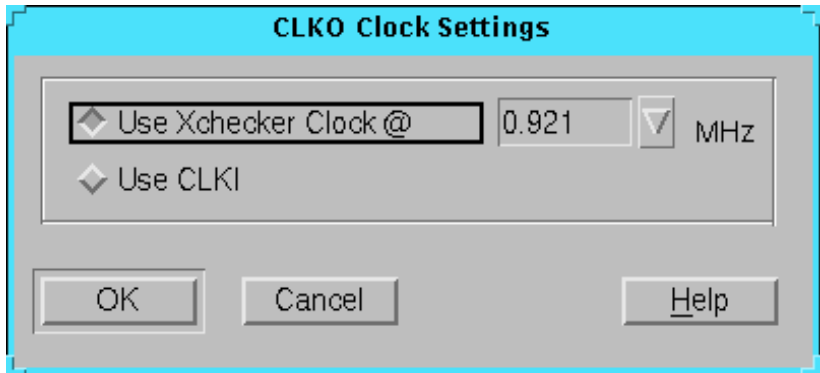 CLKO Clock Settings
Use Xchecker Clock @ 0.921 MHz
Use CLKI
OK Cancel Help